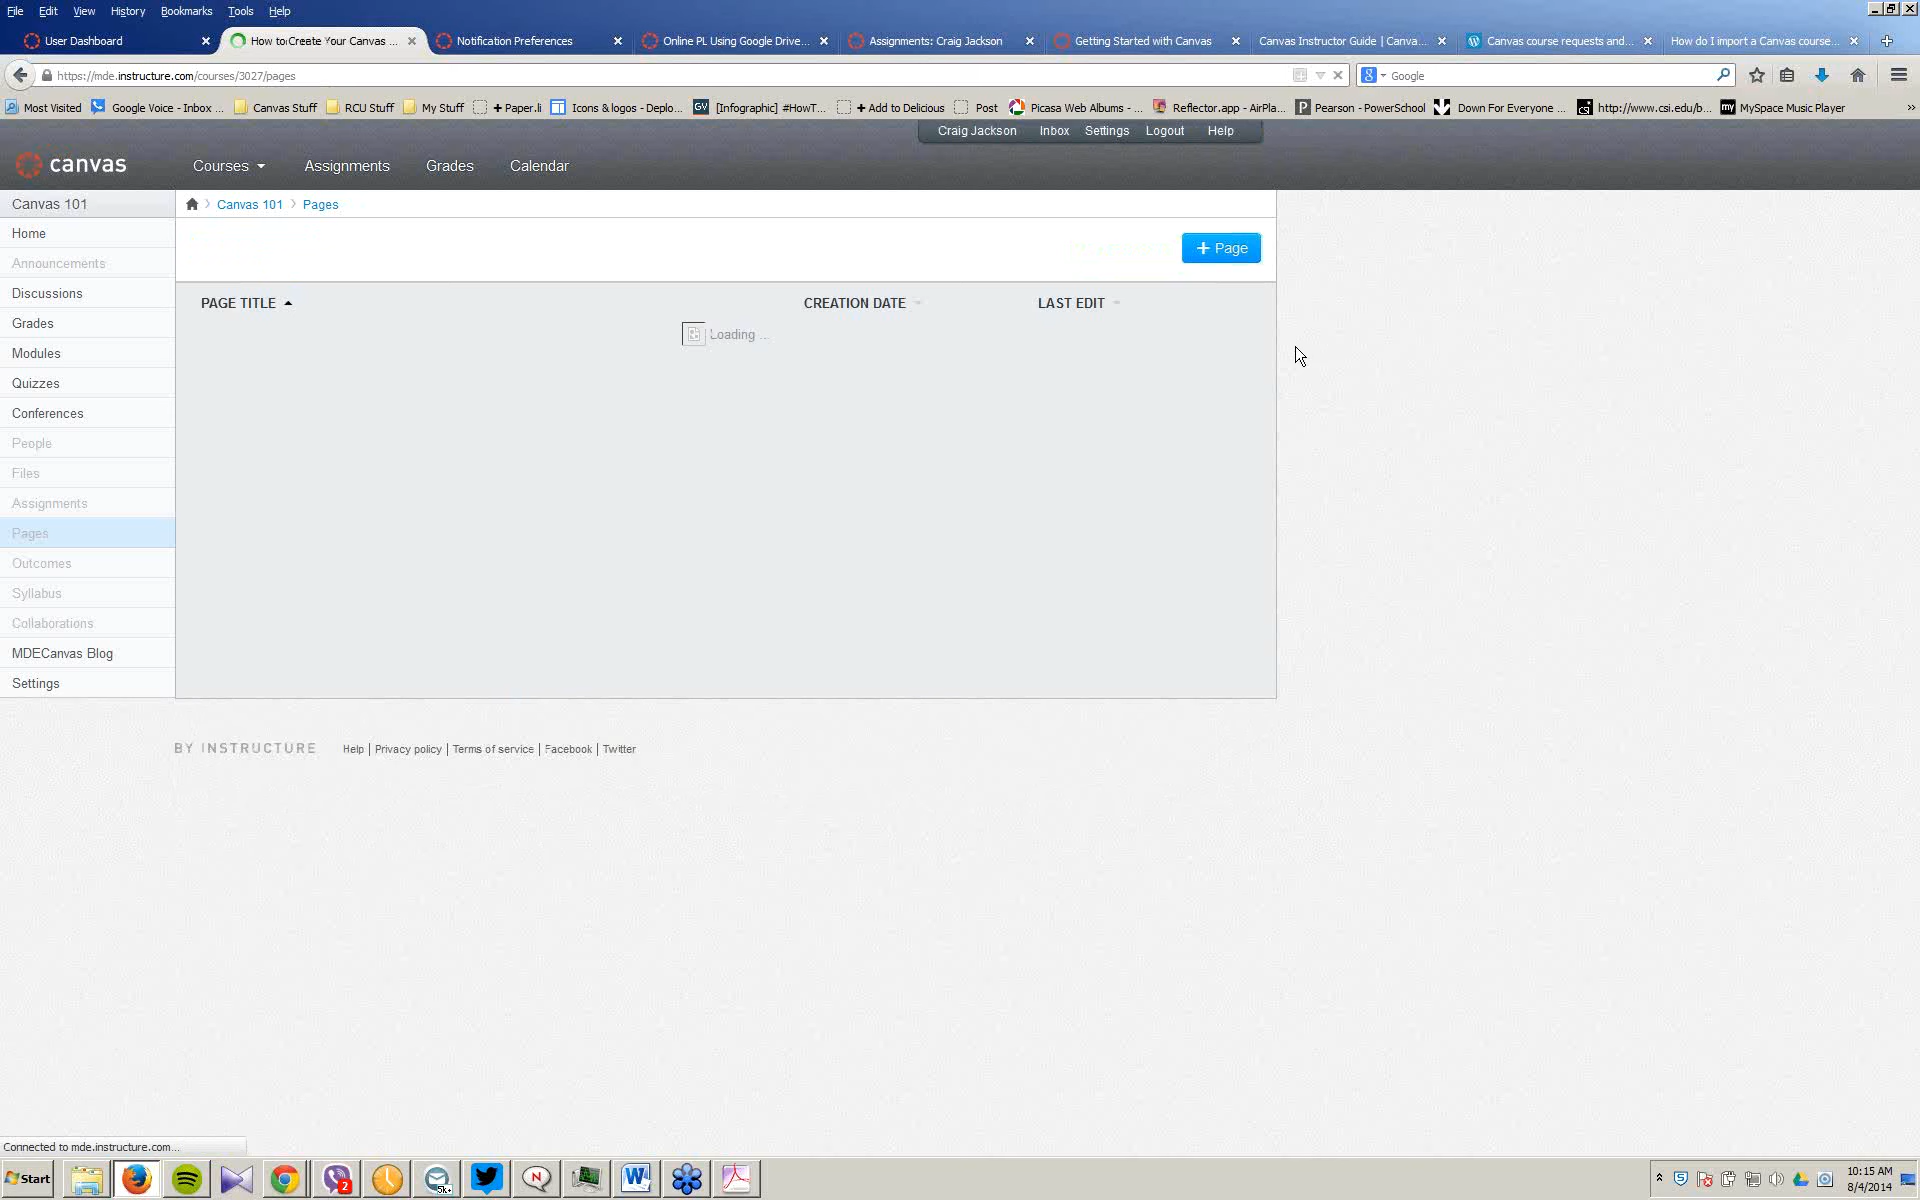 File Edit View History Bookmarks Tools Help
User Dashboard
How to Create Your Canvas ...
Notification Preferences
Online PL Using Google Drive...
Assignments: Craig Jackson
Getting Started with Canvas
Canvas Instructor Guide | Canva...
Canvas course requests and...
How do I import a Canvas course...
https://mde.instructure.com/courses/3027/pages
Google
Most Visited
Google Voice - Inbox ...
Canvas Stuff
RCU Stuff
My Stuff
+ Paper.li
Icons & logos - Deplo...
GV [Infographic] #HowT...
+ Add to Delicious
Post
Picasa Web Albums - ...
Reflector.app - AirPla...
Pearson - PowerSchool
Down For Everyone ...
csi http://www.csi.edu/b...
my MySpace Music Player
»
Craig Jackson Inbox Settings Logout Help
canvas
Courses Assignments Grades Calendar
Canvas 101
Canvas 101 Pages
Home
Announcements
Discussions
Grades
Modules
Quizzes
Conferences
People
Files
Assignments
Pages
Outcomes
Syllabus
Collaborations
MDECanvas Blog
Settings
+ Page
PAGE TITLE CREATION DATE LAST EDIT
Loading ...
BY INSTRUCTURE
Help | Privacy policy | Terms of service | Facebook | Twitter
Connected to mde.instructure.com...
Start
2
5k+
N
W
5
10:15 AM
8/4/2014